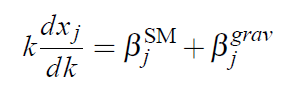 k dx_j/dk = β_j^SM + β_j^grav